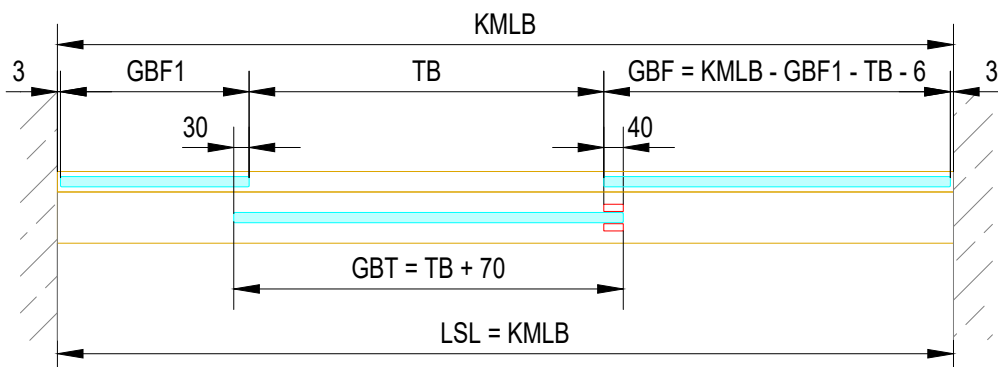 KMLB
3 GBF1 TB GBF = KMLB - GBF1 - TB - 6 3
30 40
GBT = TB + 70
LSL = KMLB